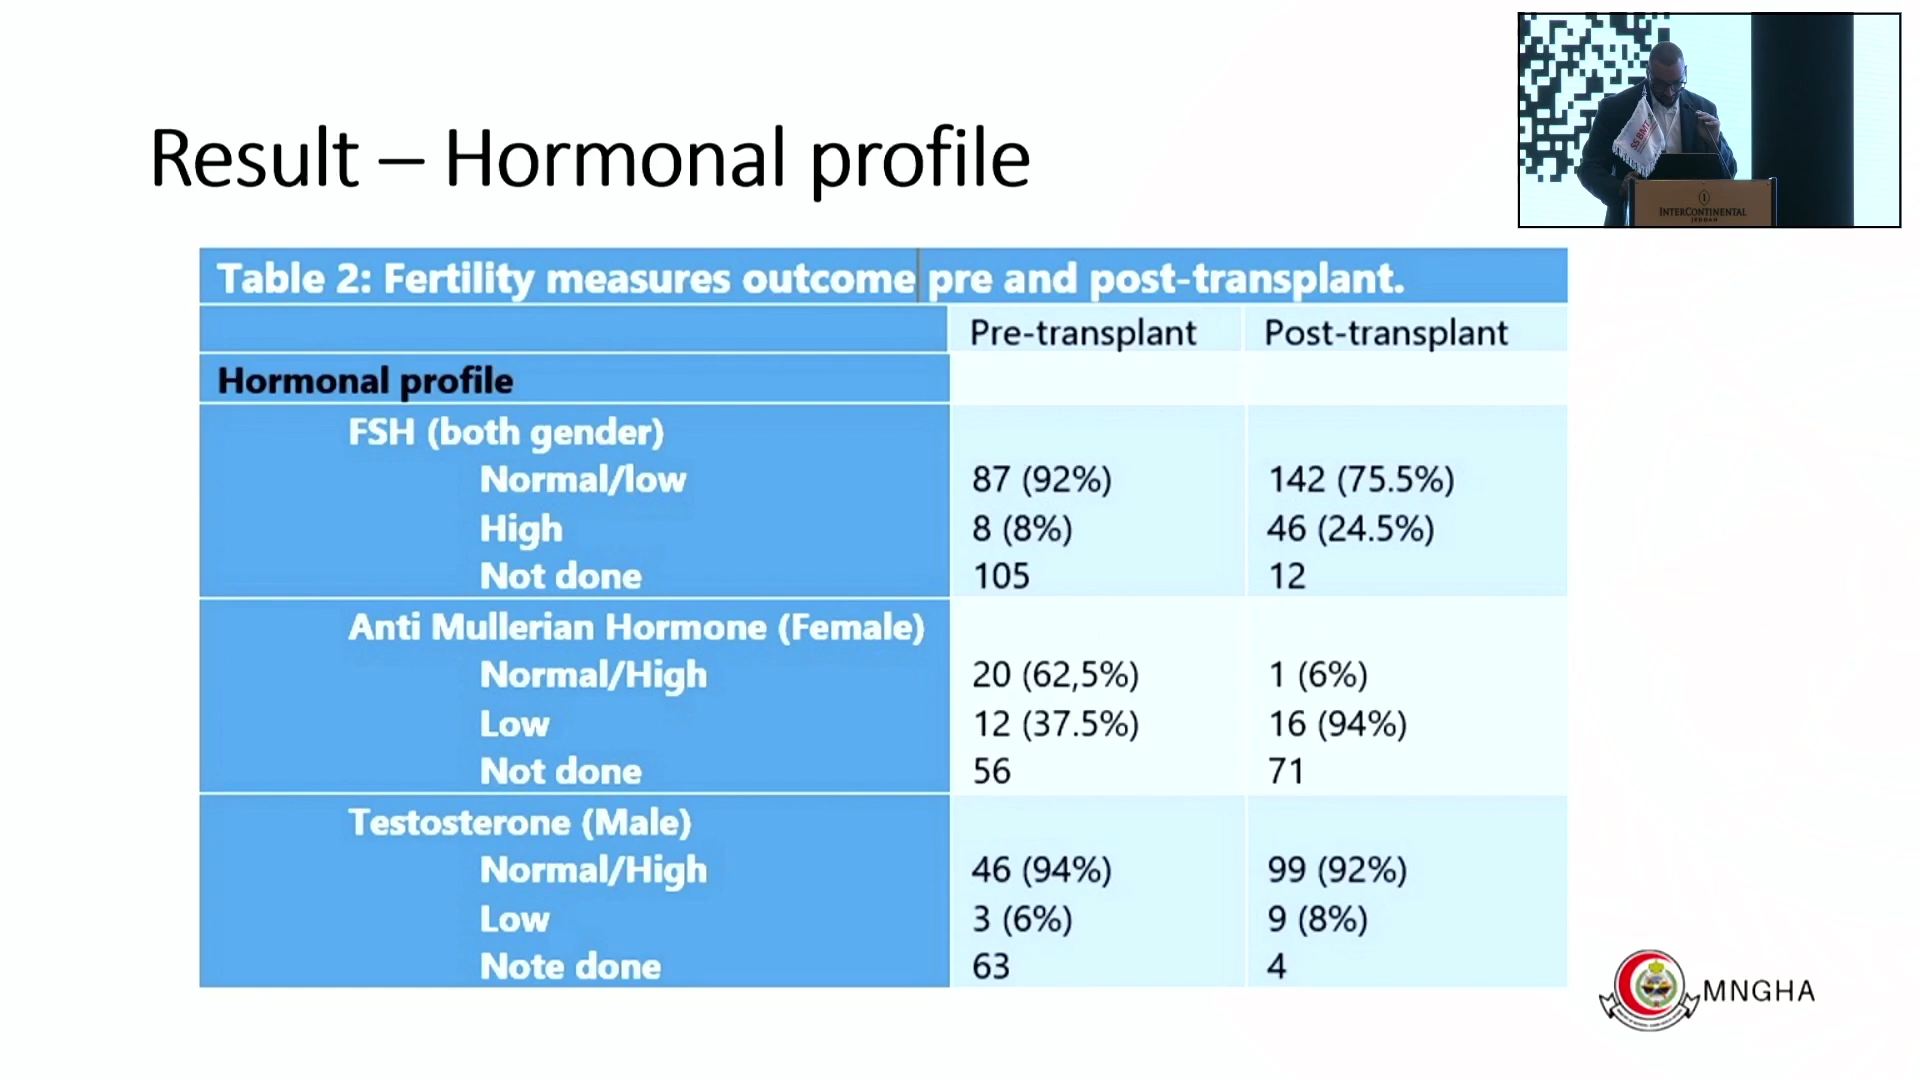 Result – Hormonal profile
SSBMT
INTERCONTINENTAL
JEDDAH
Table 2: Fertility measures outcome pre and post-transplant.
Pre-transplant Post-transplant
Hormonal profile
FSH (both gender)
Normal/low 87 (92%) 142 (75.5%)
High 8 (8%) 46 (24.5%)
Not done 105 12
Anti Mullerian Hormone (Female)
Normal/High 20 (62,5%) 1 (6%)
Low 12 (37.5%) 16 (94%)
Not done 56 71
Testosterone (Male)
Normal/High 46 (94%) 99 (92%)
Low 3 (6%) 9 (8%)
Note done 63 4
MNGHA